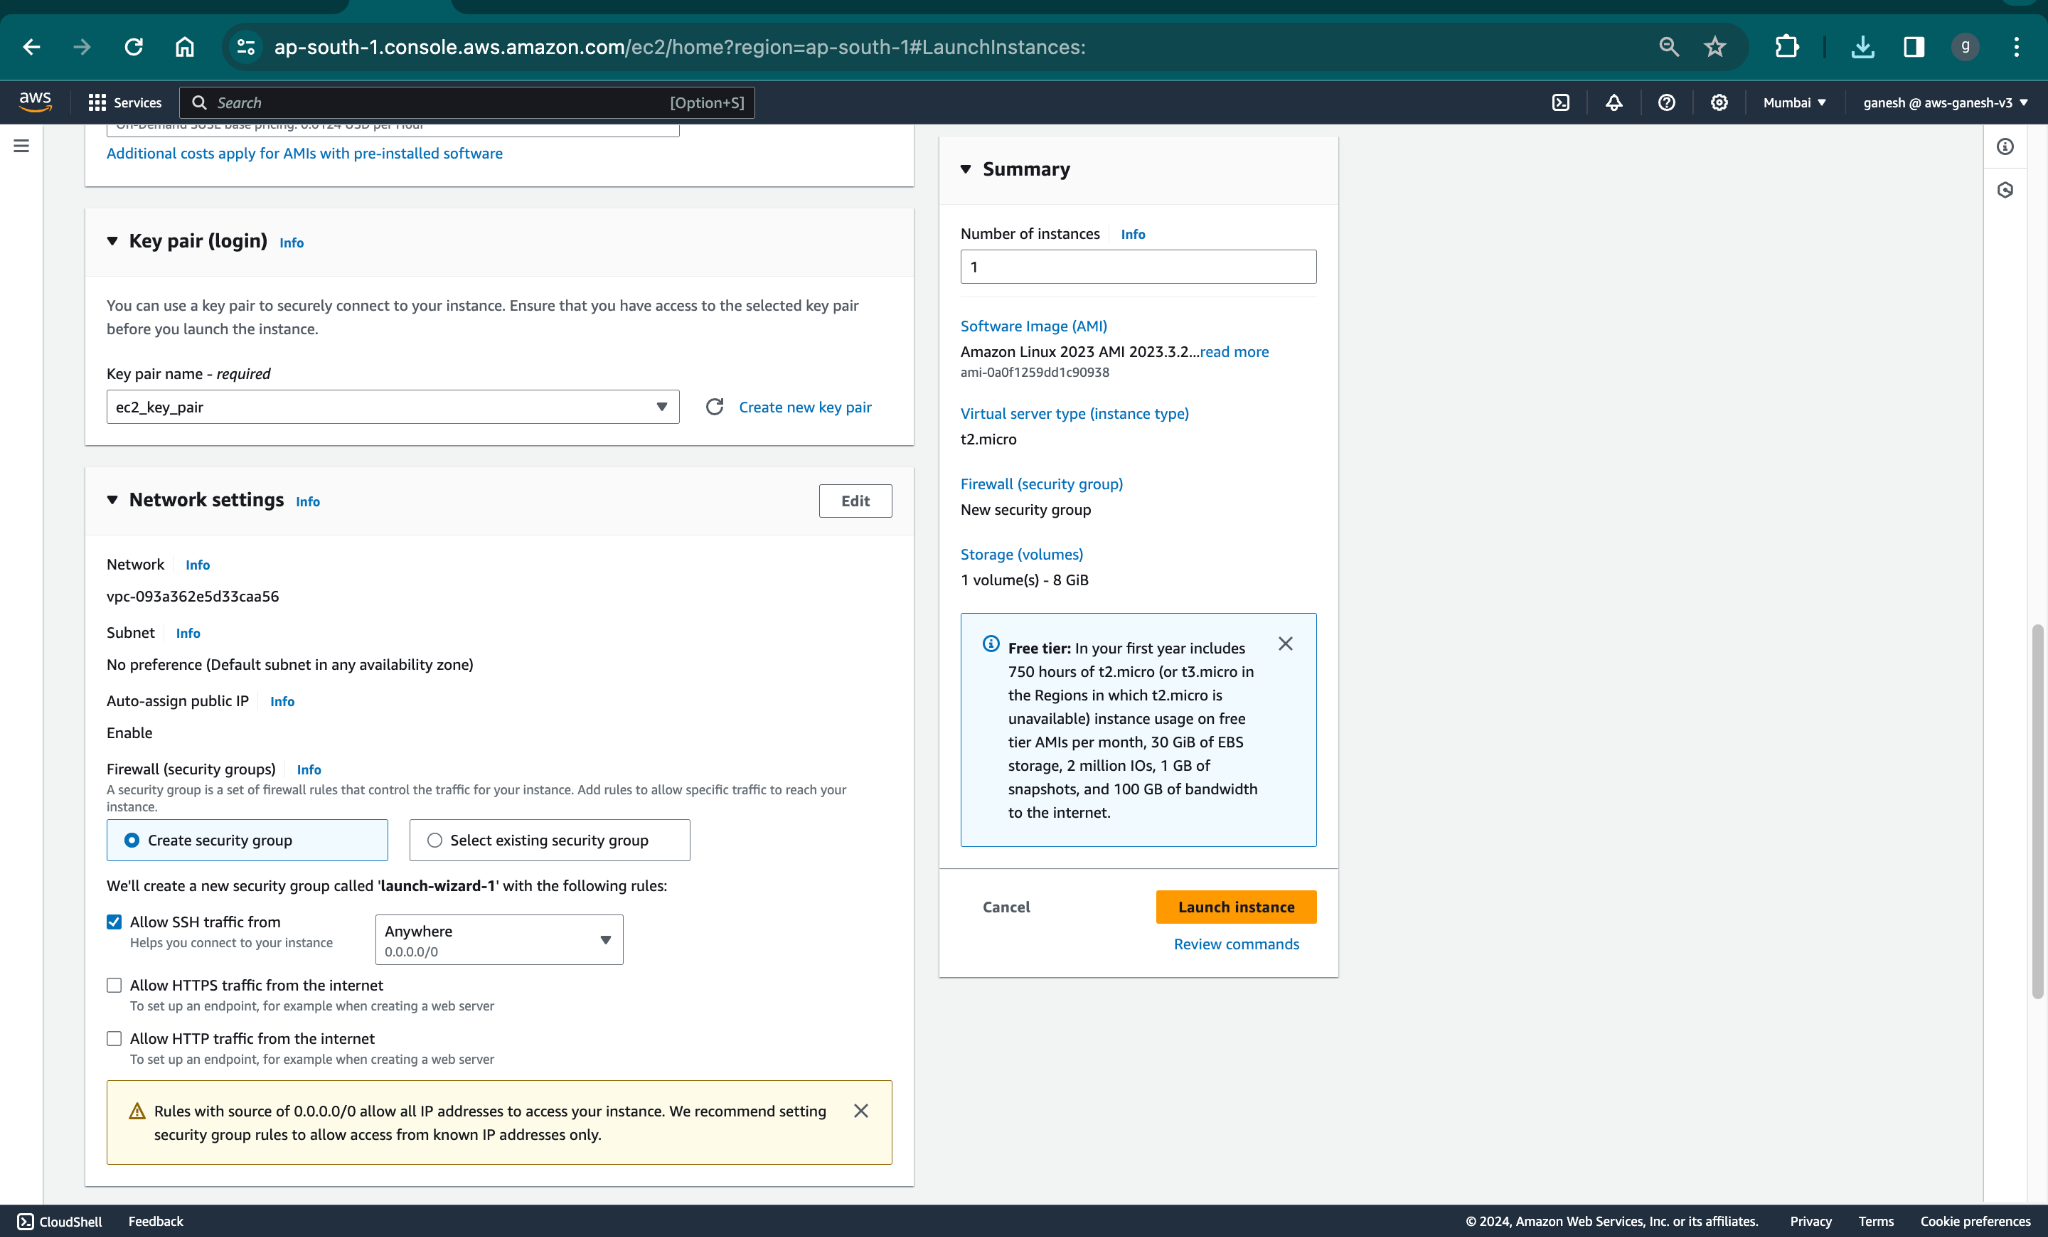 ap-south-1.console.aws.amazon.com/ec2/home?region=ap-south-1#LaunchInstances:
g
aws
Services
Search
[Option+S]
Mumbai
ganesh @ aws-ganesh-v3
On-Demand SUSE base pricing: 0.0124 USD per Hour
Additional costs apply for AMIs with pre-installed software
Key pair (login) Info
You can use a key pair to securely connect to your instance. Ensure that you have access to the selected key pair
before you launch the instance.
Key pair name - required
ec2_key_pair
Create new key pair
Network settings Info
Edit
Network Info
vpc-093a362e5d33caa56
Subnet Info
No preference (Default subnet in any availability zone)
Auto-assign public IP Info
Enable
Firewall (security groups) Info
A security group is a set of firewall rules that control the traffic for your instance. Add rules to allow specific traffic to reach your
instance.
Create security group
Select existing security group
We'll create a new security group called 'launch-wizard-1' with the following rules:
Allow SSH traffic from
Helps you connect to your instance
Anywhere
0.0.0.0/0
Allow HTTPS traffic from the internet
To set up an endpoint, for example when creating a web server
Allow HTTP traffic from the internet
To set up an endpoint, for example when creating a web server
Rules with source of 0.0.0.0/0 allow all IP addresses to access your instance. We recommend setting
security group rules to allow access from known IP addresses only.
Summary
Number of instances Info
1
Software Image (AMI)
Amazon Linux 2023 AMI 2023.3.2...read more
ami-0a0f1259dd1c90938
Virtual server type (instance type)
t2.micro
Firewall (security group)
New security group
Storage (volumes)
1 volume(s) - 8 GiB
Free tier: In your first year includes
750 hours of t2.micro (or t3.micro in
the Regions in which t2.micro is
unavailable) instance usage on free
tier AMIs per month, 30 GiB of EBS
storage, 2 million IOs, 1 GB of
snapshots, and 100 GB of bandwidth
to the internet.
Cancel
Launch instance
Review commands
CloudShell
Feedback
© 2024, Amazon Web Services, Inc. or its affiliates.
Privacy
Terms
Cookie preferences